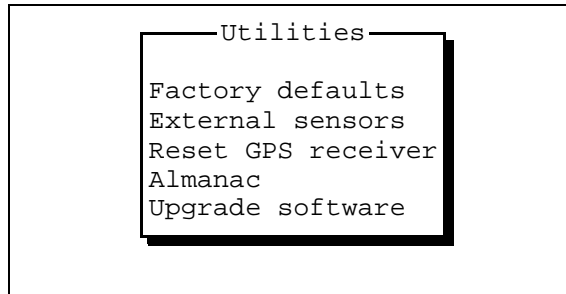 Utilities
Factory defaults
External sensors
Reset GPS receiver
Almanac
Upgrade software